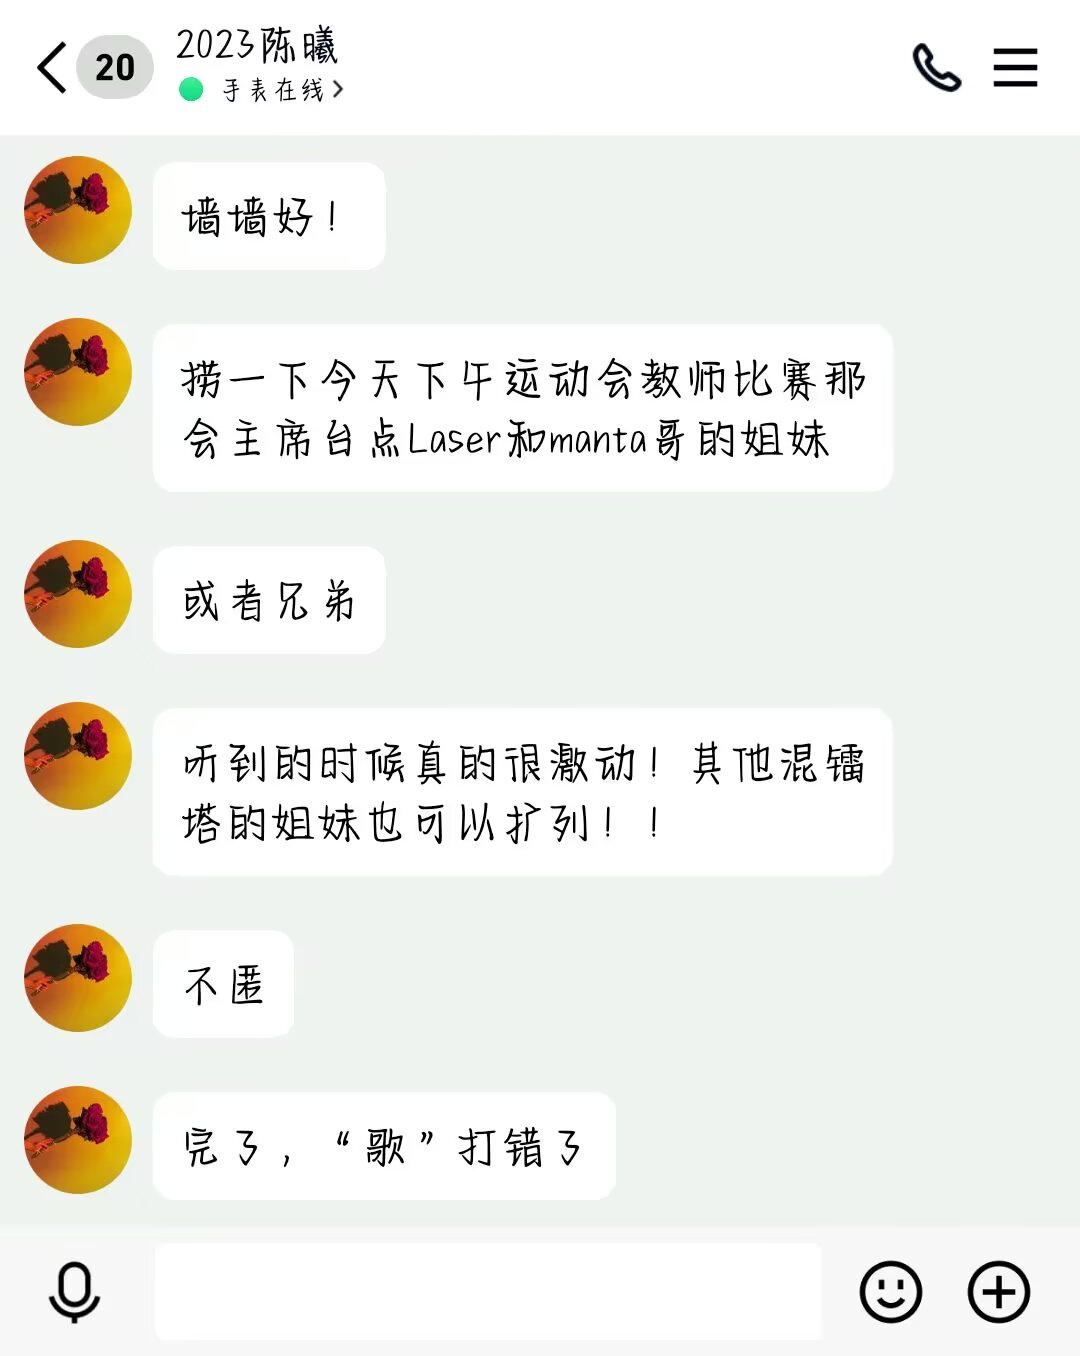 20
2023陈曦
手表在线
墙墙好！
捞一下今天下午运动会教师比赛那
会主席台点Laser和manta哥的姐妹
或者兄弟
听到的时候真的很激动！其他混镭
塔的姐妹也可以扩列！！
不匿
完了，“歌”打错了